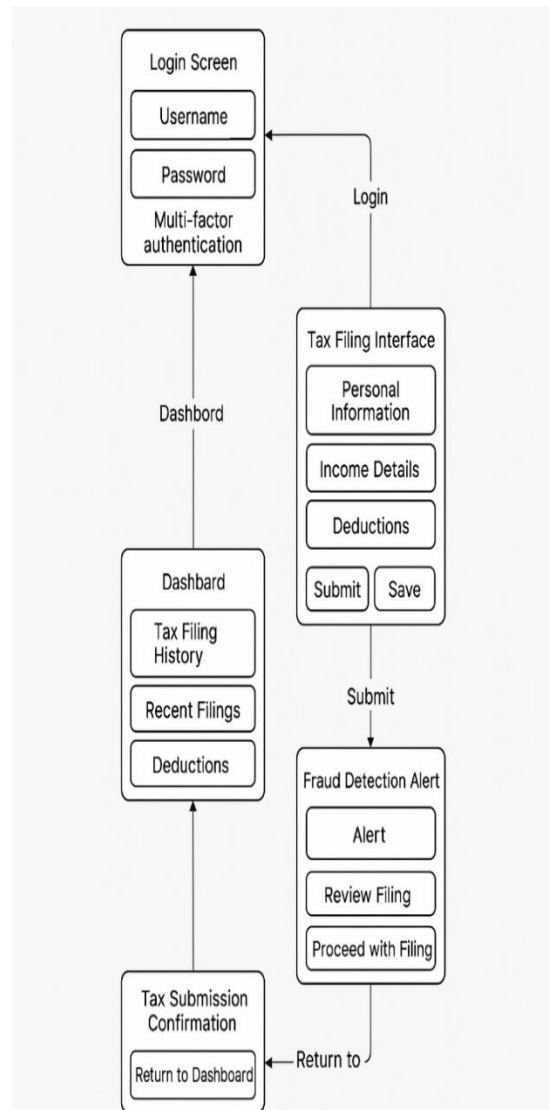 Login Screen
Username
Password
Multi-factor
authentication
Login
Tax Filing Interface
Personal
Information
Income Details
Deductions
Submit
Save
Dashbord
Dashbard
Tax Filing
History
Recent Filings
Deductions
Submit
Fraud Detection Alert
Alert
Review Filing
Proceed with Filing
Return to
Tax Submission
Confirmation
Return to Dashboard